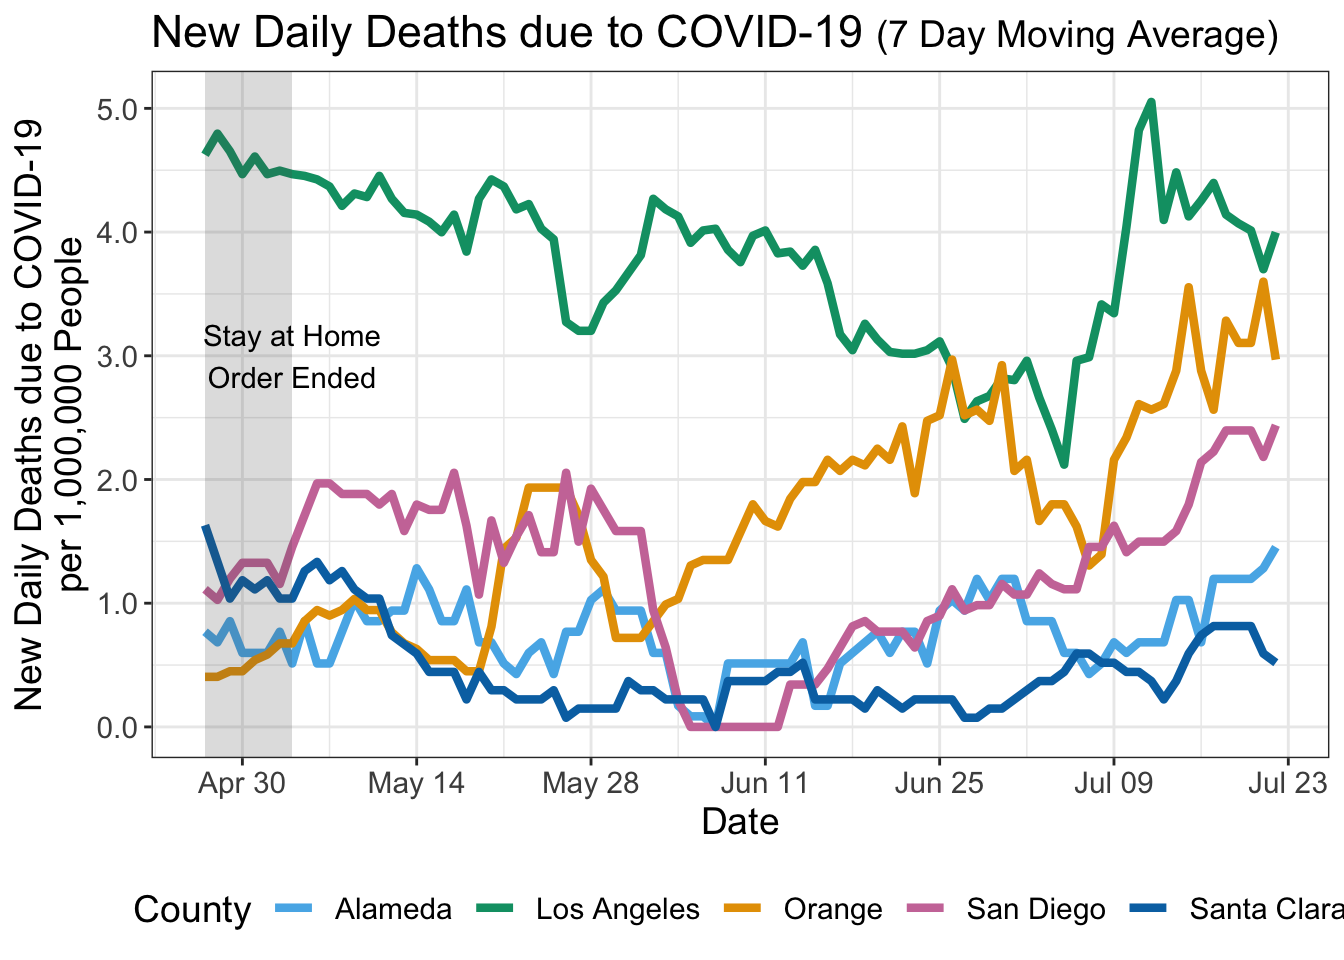 New Daily Deaths due to COVID-19 (7 Day Moving Average)
New Daily Deaths due to COVID-19
per 1,000,000 People
5.0
4.0
3.0
2.0
1.0
0.0
Stay at Home
Order Ended
Apr 30 May 14 May 28 Jun 11 Jun 25 Jul 09 Jul 23
Date
County Alameda Los Angeles Orange San Diego Santa Clara